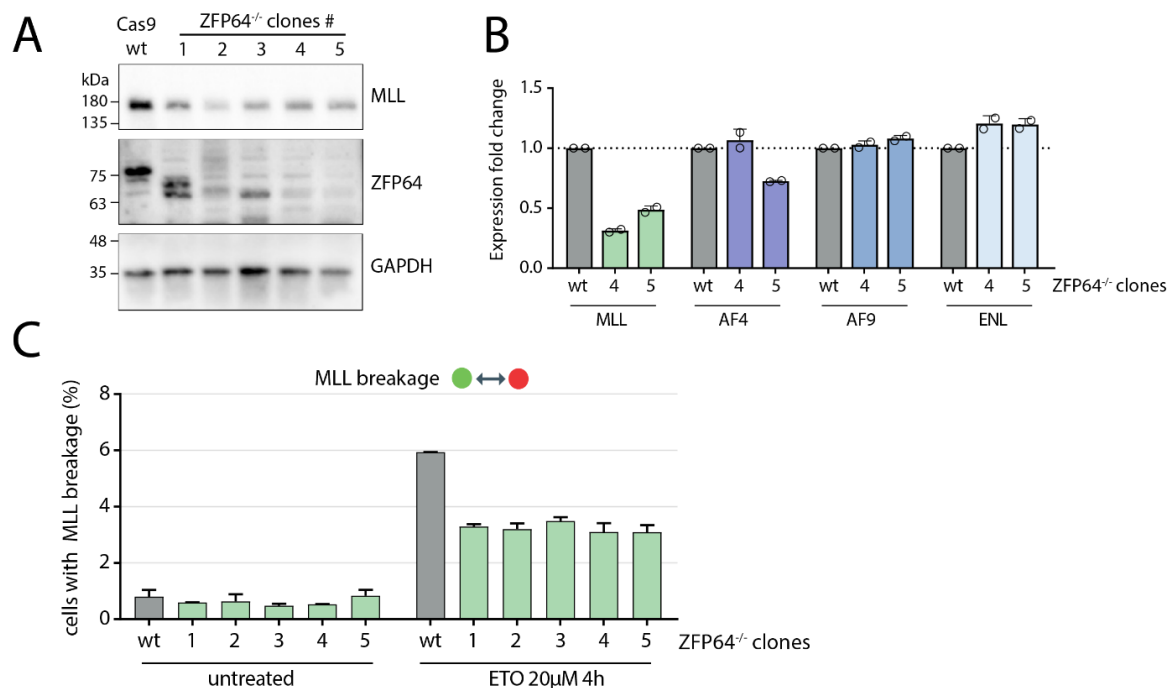 A
Cas9 ZFP64-/- clones #
wt 1 2 3 4 5
kDa
180
135
MLL
75
63
ZFP64
48
35
GAPDH
B
Expression fold change
1.5
1.0
0.5
0.0
wt 4 5 wt 4 5 wt 4 5 wt 4 5 ZFP64-/- clones
MLL AF4 AF9 ENL
C
MLL breakage
cells with MLL breakage (%)
8
6
4
2
0
wt 1 2 3 4 5 wt 1 2 3 4 5 ZFP64-/- clones
untreated ETO 20µM 4h